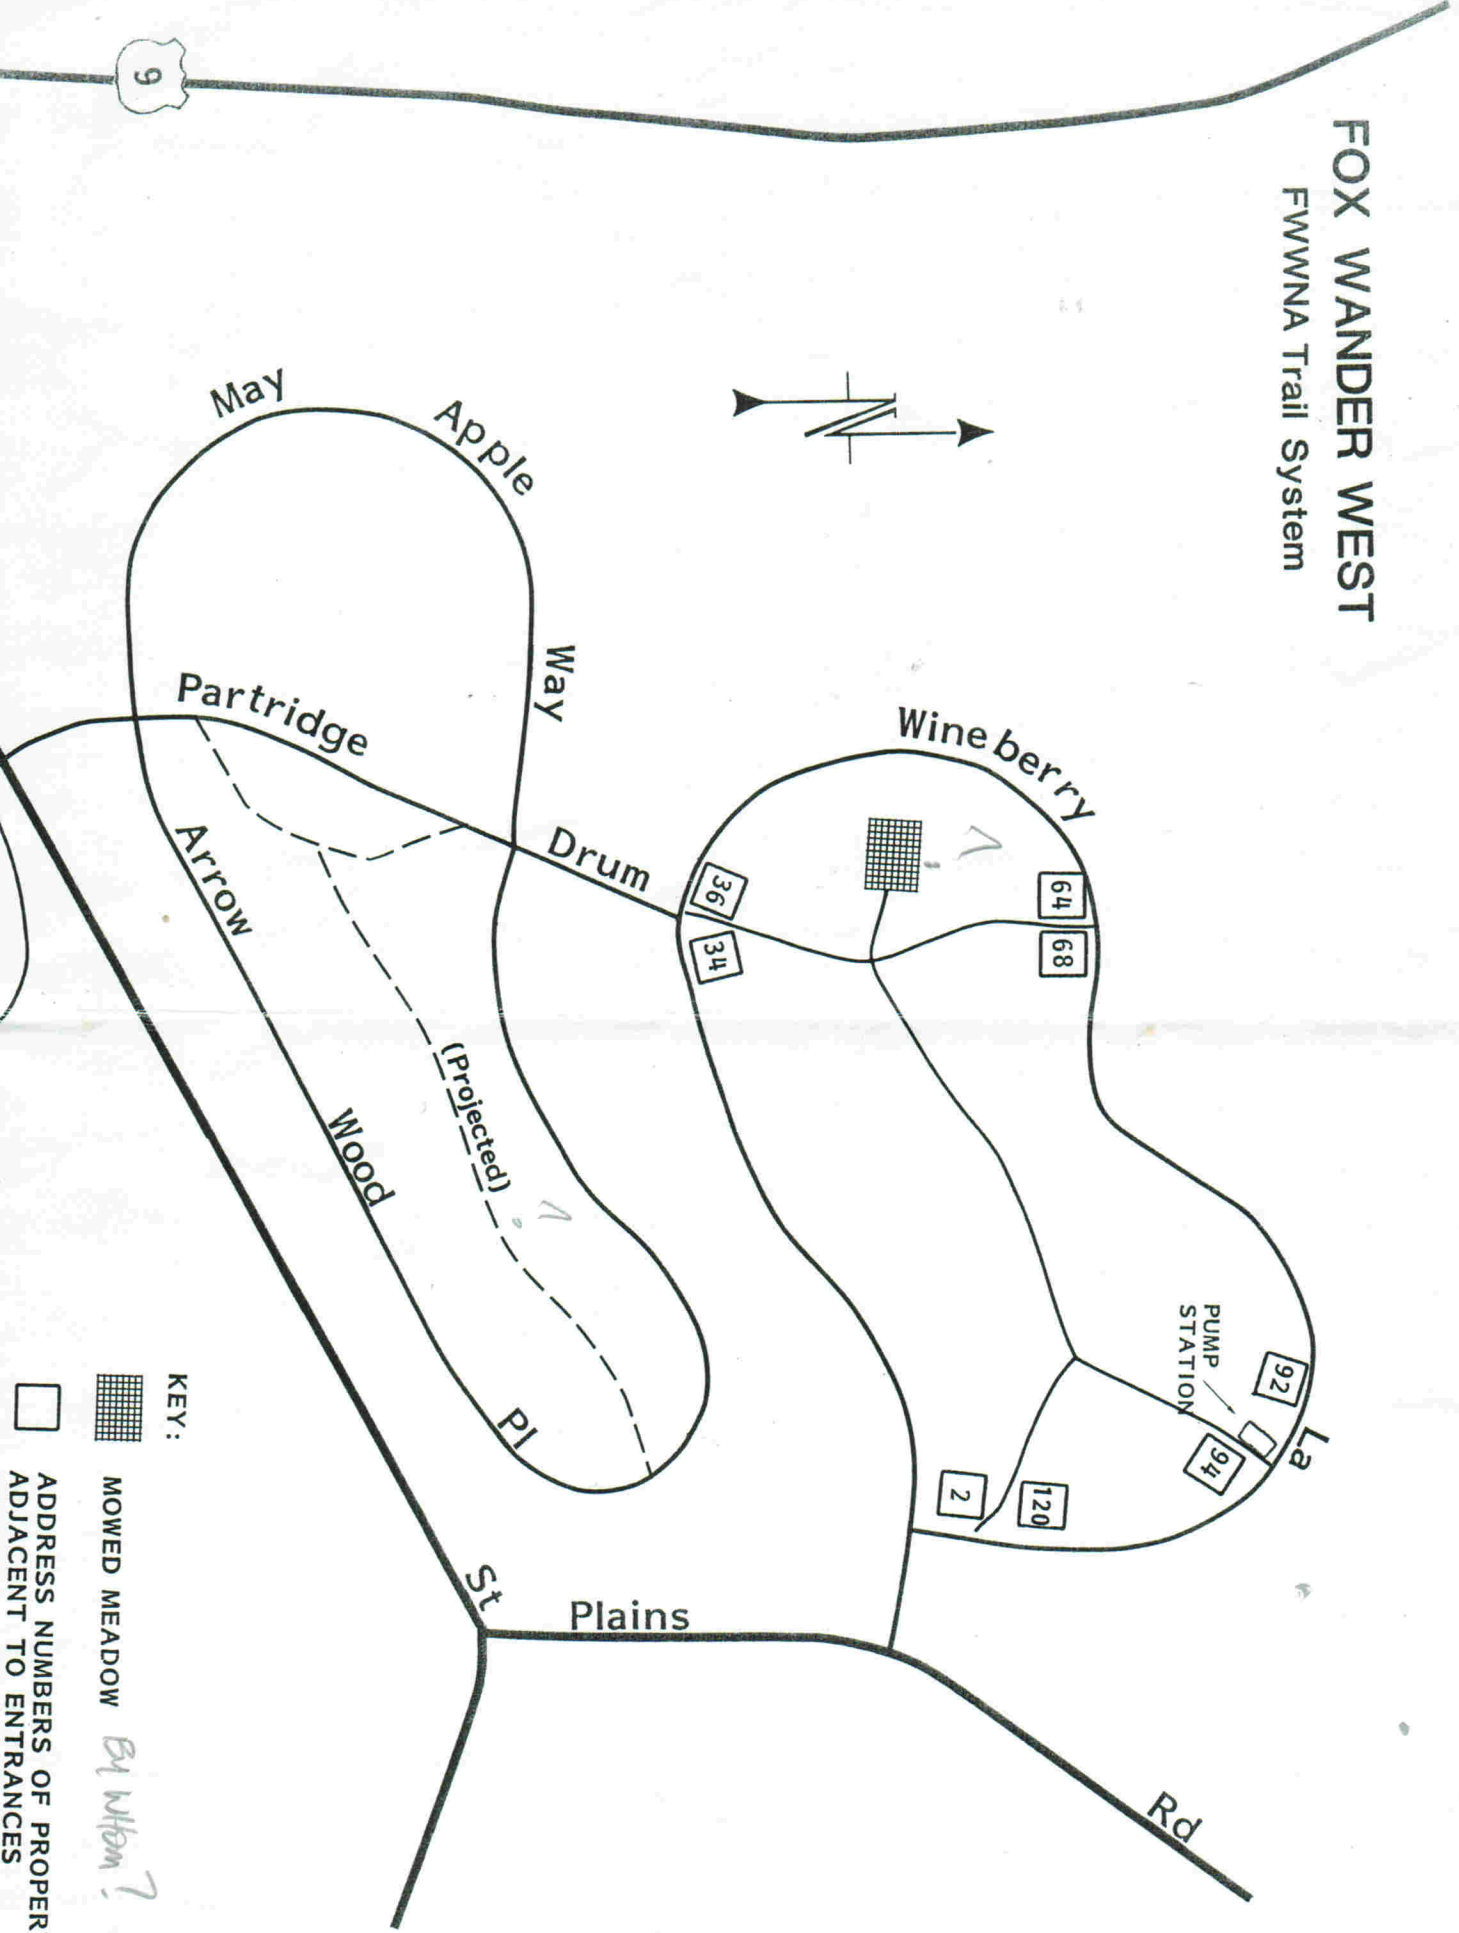 FOX WANDER WEST
FWWNA Trail System
9
May
Apple
Way
Wineberry
La
Partridge
Drum
Arrow
Wood
Pl
(Projected)
?
?
64
68
36
34
92
94
120
2
PUMP
STATION
St
Plains
Rd
KEY:
MOWED MEADOW By Whom?
ADDRESS NUMBERS OF PROPER
ADJACENT TO ENTRANCES